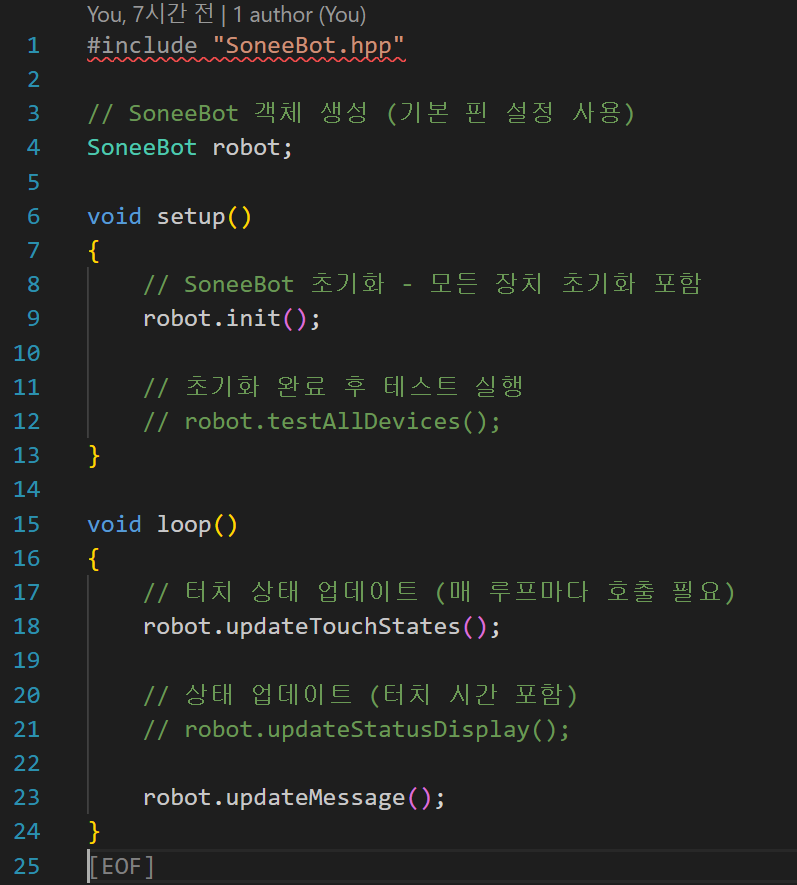 You, 7시간 전 | 1 author (You)
1 #include "SoneeBot.hpp"
2
3 // SoneeBot 객체 생성 (기본 핀 설정 사용)
4 SoneeBot robot;
5
6 void setup()
7 {
8     // SoneeBot 초기화 - 모든 장치 초기화 포함
9     robot.init();
10
11     // 초기화 완료 후 테스트 실행
12     // robot.testAllDevices();
13 }
14
15 void loop()
16 {
17     // 터치 상태 업데이트 (매 루프마다 호출 필요)
18     robot.updateTouchStates();
19
20     // 상태 업데이트 (터치 시간 포함)
21     // robot.updateStatusDisplay();
22
23     robot.updateMessage();
24 }
25 [EOF]